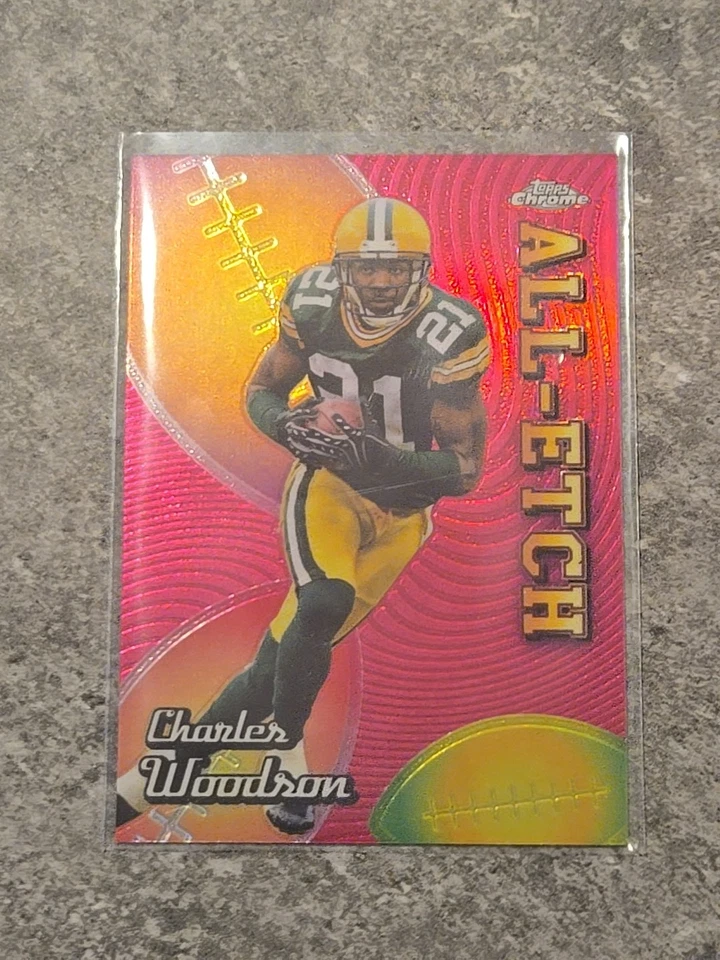 Topps
Chrome
ALL-ETCH
21
21
21
Charles
Woodson